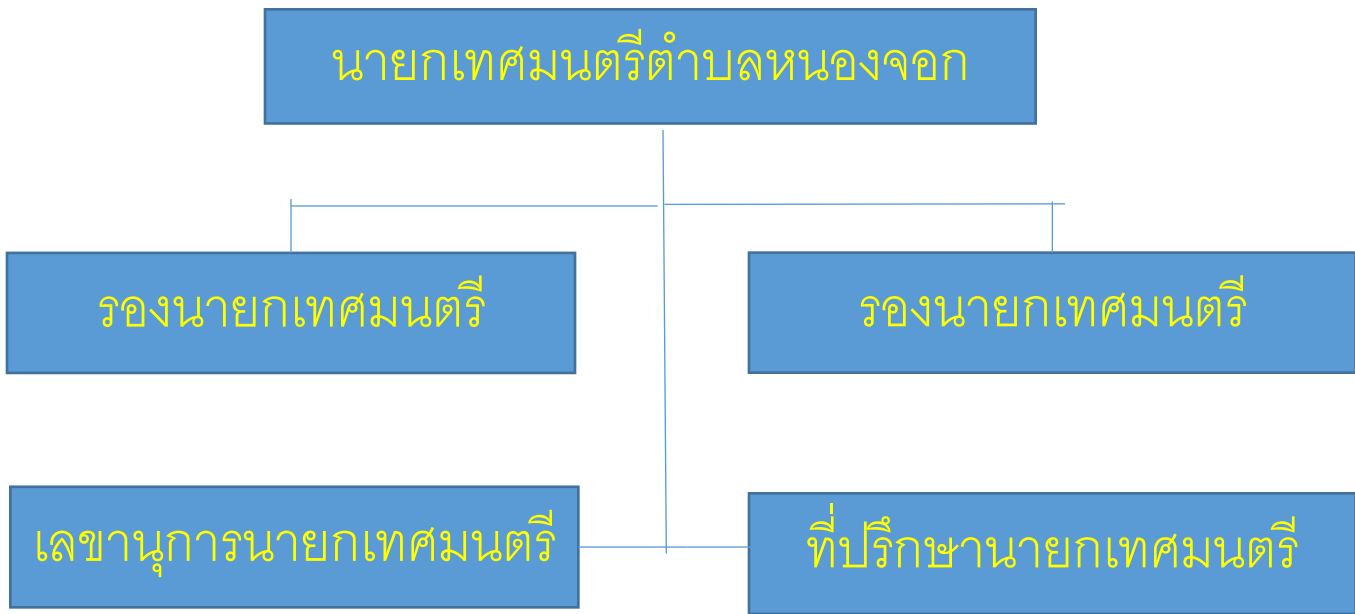 นายกเทศมนตรีตำบลหนองจอก
รองนายกเทศมนตรี
รองนายกเทศมนตรี
เลขานุการนายกเทศมนตรี
ที่ปรึกษานายกเทศมนตรี